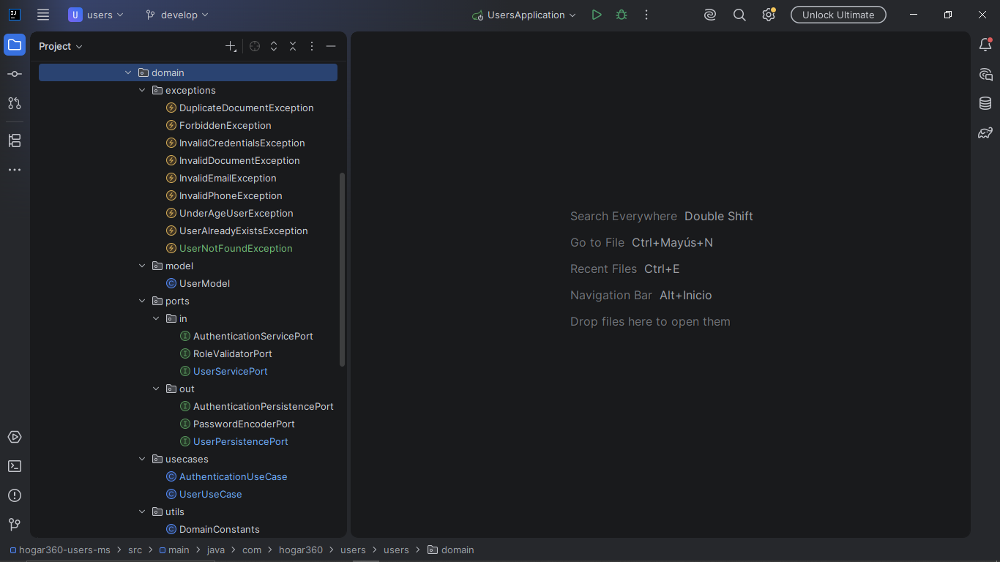 U users develop UsersApplication Unlock Ultimate
Project
domain
exceptions
DuplicateDocumentException
ForbiddenException
InvalidCredentialsException
InvalidDocumentException
InvalidEmailException
InvalidPhoneException
UnderAgeUserException
UserAlreadyExistsException
UserNotFoundException
model
UserModel
ports
in
AuthenticationServicePort
RoleValidatorPort
UserServicePort
out
AuthenticationPersistencePort
PasswordEncoderPort
UserPersistencePort
usecases
AuthenticationUseCase
UserUseCase
utils
DomainConstants
Search Everywhere Double Shift
Go to File Ctrl+Mayús+N
Recent Files Ctrl+E
Navigation Bar Alt+Inicio
Drop files here to open them
hogar360-users-ms > src > main > java > com > hogar360 > users > users > domain